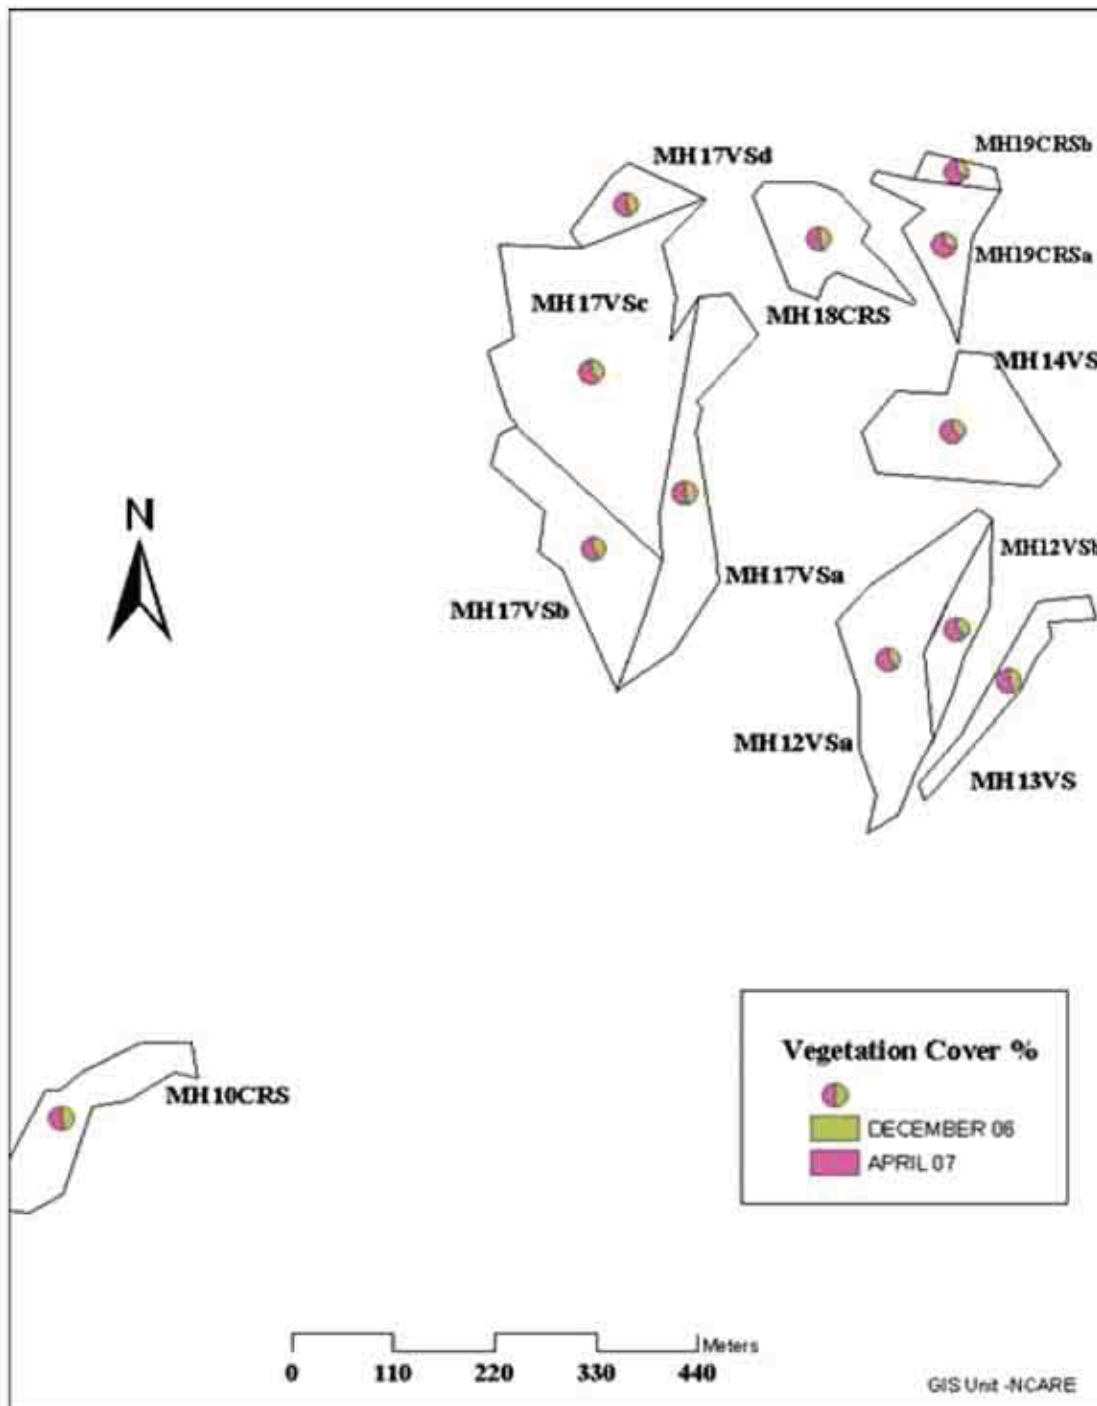 MH19CRSb
MH17VSd
MH19CRSa
MH17VSc
MH18CRS
MH14VS
N
MH12VSb
MH17VSa
MH17VSb
MH12VSa
MH13VS
Vegetation Cover %
MH10CRS
DECEMBER 06
APRIL 07
Meters
0 110 220 330 440
GIS Unit -NCARE